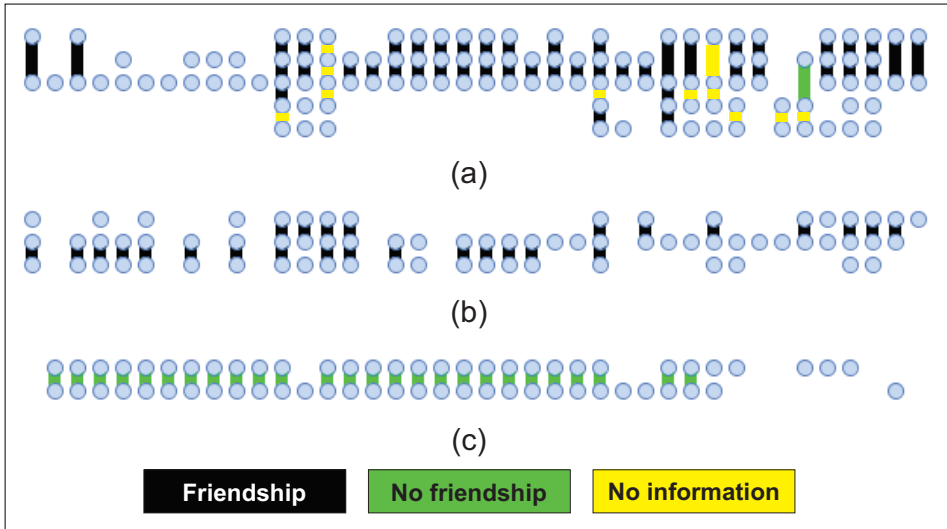 (a)
(b)
(c)
Friendship
No friendship
No information